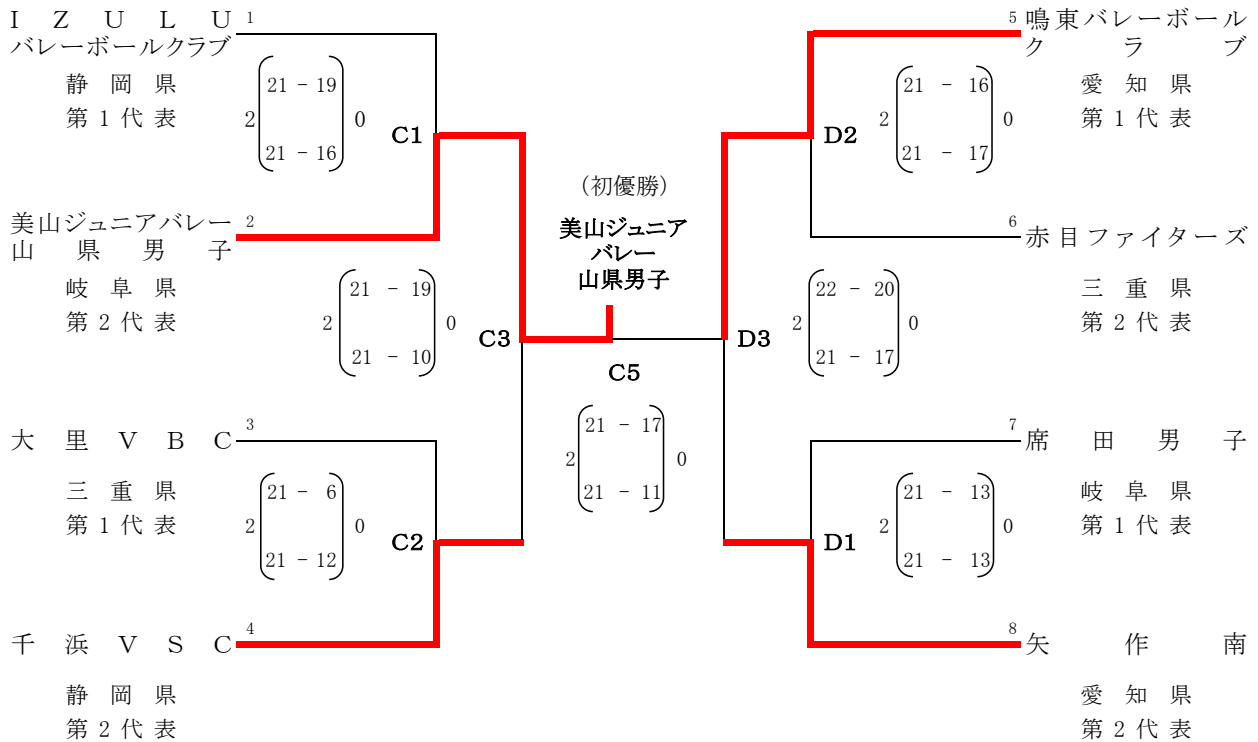 1
I Z U L U
バレーボールクラブ
静岡県
第1代表
21 - 19
2 0
21 - 16
C1
2
美山ジュニアバレー
山県男子
岐阜県
第2代表
21 - 19
2 0
21 - 10
C3
3
大里VBC
三重県
第1代表
21 - 6
2 0
21 - 12
C2
4
千浜VSC
静岡県
第2代表
(初優勝)
美山ジュニア
バレー
山県男子
C5
21 - 17
2 0
21 - 11
5
鳴東バレーボール
クラブ
愛知県
第1代表
D2
21 - 16
2 0
21 - 17
6
赤目ファイターズ
三重県
第2代表
D3
22 - 20
2 0
21 - 17
7
席田男子
岐阜県
第1代表
D1
21 - 13
2 0
21 - 13
8
矢作南
愛知県
第2代表